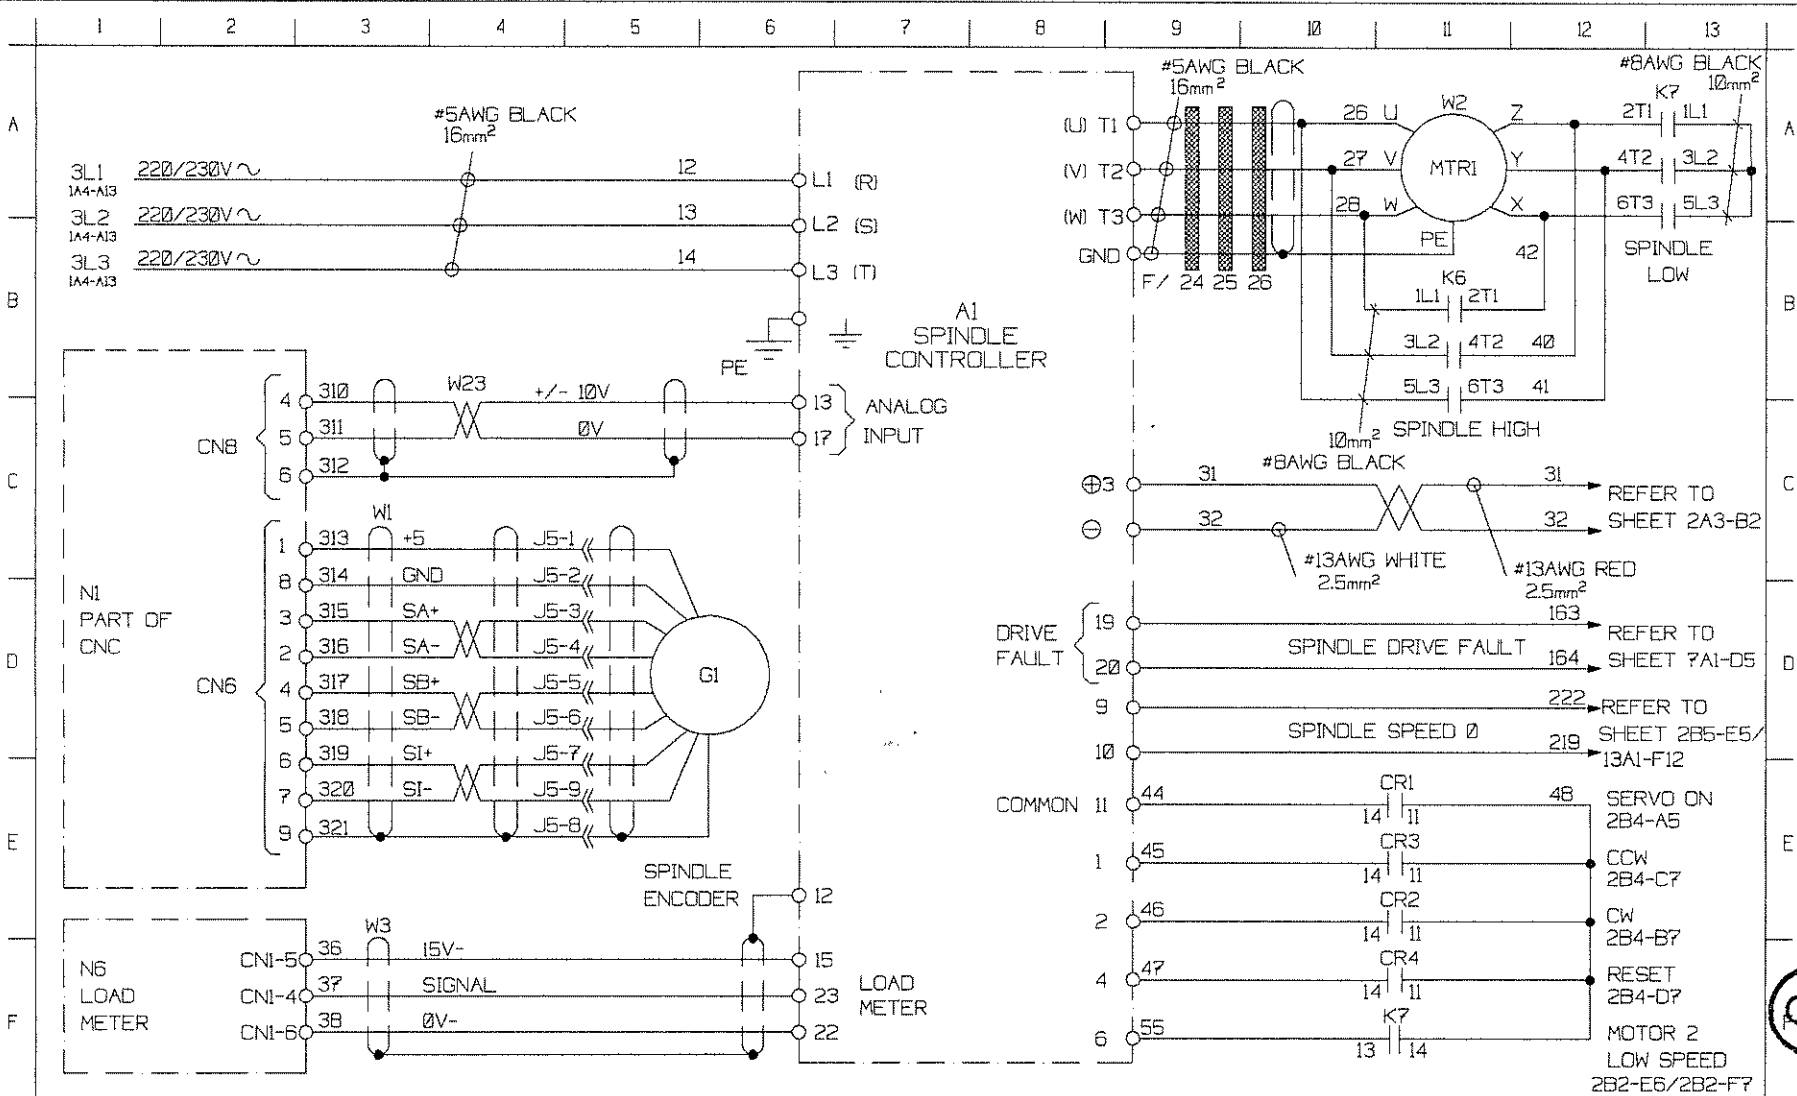 1 2 3 4 5 6 7 8 9 10 11 12 13
A
B
C
D
E
F
#5AWG BLACK
16mm²
3L1 220/230V~ 12 L1 (R)
1A4-A13
3L2 220/230V~ 13 L2 (S)
1A4-A13
3L3 220/230V~ 14 L3 (T)
1A4-A13
PE
A1
SPINDLE
CONTROLLER
N1
PART OF
CNC
CN8
4 310 W23 +/- 10V 13
5 311 0V 17
6 312
ANALOG
INPUT
CN6
W1
1 313 +5 J5-1
8 314 GND J5-2
3 315 SA+ J5-3
2 316 SA- J5-4
4 317 SB+ J5-5
5 318 SB- J5-6
6 319 SI+ J5-7
7 320 SI- J5-9
9 321 J5-8
G1
SPINDLE
ENCODER
12
N6
LOAD
METER
W3
CN1-5 36 15V- 15
CN1-4 37 SIGNAL 23
CN1-6 38 0V- 22
LOAD
METER
#5AWG BLACK
16mm²
(U) T1 26 U
(V) T2 27 V
(W) T3 28 W
GND
F/ 24 25 26
PE
W2
MTR1
Z
Y
X
42
#8AWG BLACK
10mm²
K7
2T1 1L1
4T2 3L2
6T3 5L3
SPINDLE
LOW
K6
1L1 2T1
3L2 4T2 40
5L3 6T3 41
10mm² SPINDLE HIGH
#8AWG BLACK
⊕3 31 31
⊖ 32 32
REFER TO
SHEET 2A3-B2
#13AWG WHITE
2.5mm²
#13AWG RED
2.5mm²
DRIVE
FAULT
19 163
SPINDLE DRIVE FAULT
20 164
REFER TO
SHEET 7A1-D5
9 222
SPINDLE SPEED 0
10 219
REFER TO
SHEET 2B5-E5/
13A1-F12
COMMON 11 44 CR1 48
14 11
SERVO ON
2B4-A5
1 45 CR3
14 11
CCW
2B4-C7
2 46 CR2
14 11
CW
2B4-B7
4 47 CR4
14 11
RESET
2B4-D7
6 55 K7
13 14
MOTOR 2
LOW SPEED
2B2-E6/2B2-F7
A
B
C
D
E